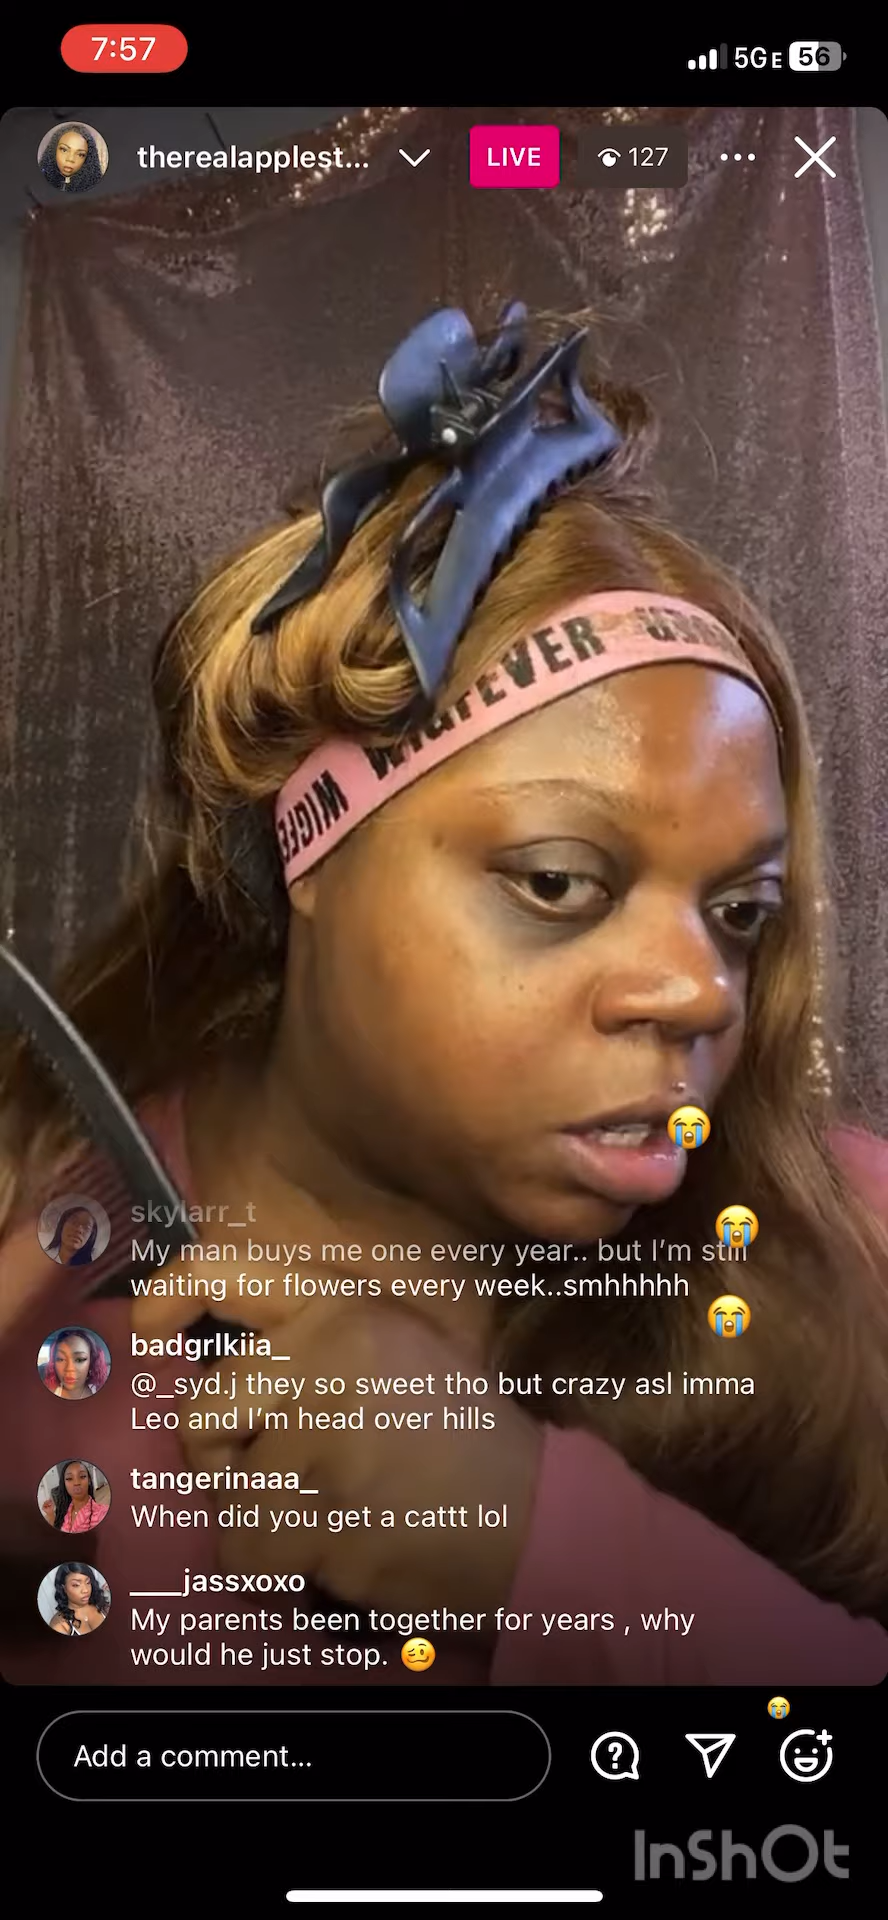 7:57
5GE 56
therealapplest... LIVE 127
WIGFEVER
skylarr_t
My man buys me one every year.. but I'm still
waiting for flowers every week..smhhhhh
badgrlkiia_
@_syd.j they so sweet tho but crazy asl imma
Leo and I'm head over hills
tangerinaaa_
When did you get a cattt lol
____jassxoxo
My parents been together for years , why
would he just stop. 🥴
Add a comment...
InShOt